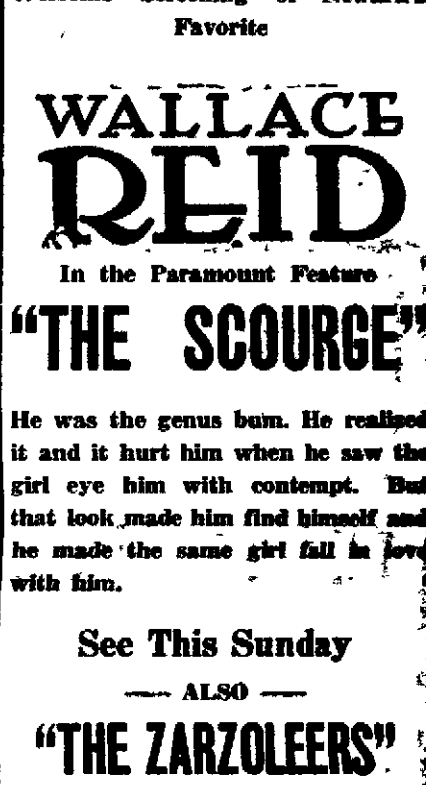 Favorite
WALLACE
REID
In the Paramount Feature
"THE SCOURGE"
He was the genus bum. He realized
it and it hurt him when he saw the
girl eye him with contempt. But
that look made him find himself and
he made the same girl fall in love
with him.
See This Sunday
ALSO
"THE ZARZOLEERS"